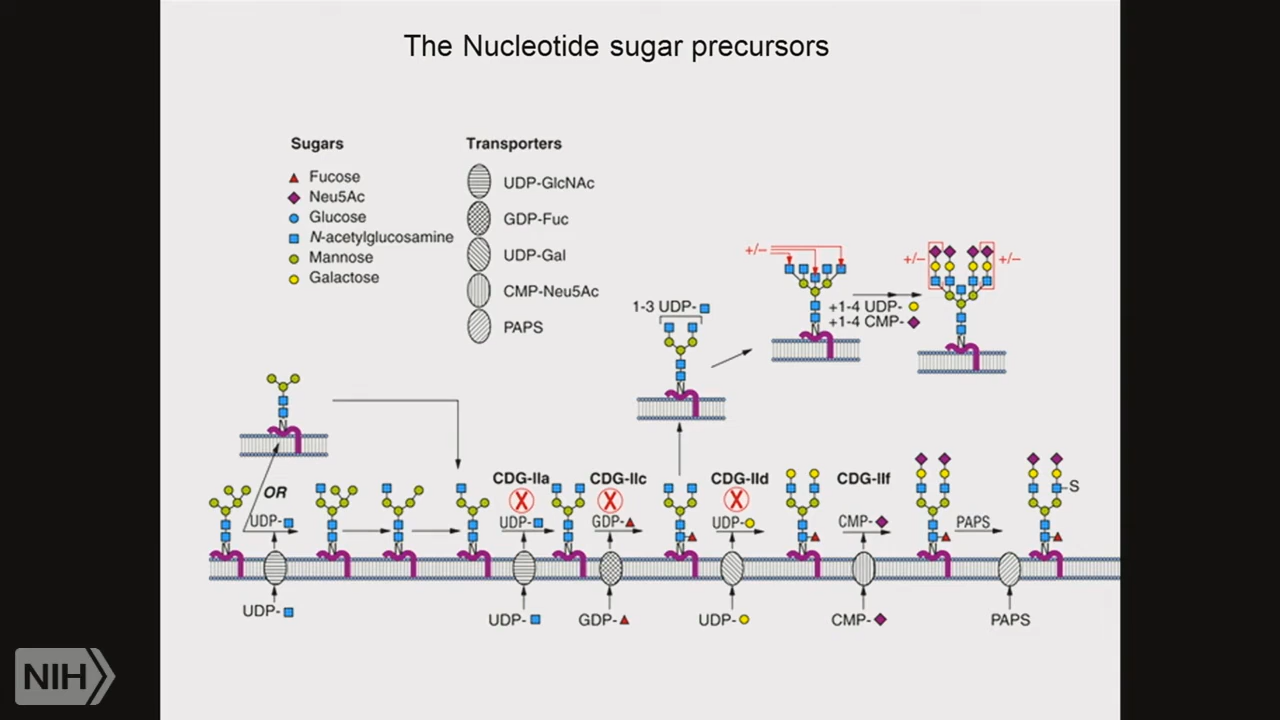 The Nucleotide sugar precursors
Sugars
Fucose
Neu5Ac
Glucose
N-acetylglucosamine
Mannose
Galactose
Transporters
UDP-GlcNAc
GDP-Fuc
UDP-Gal
CMP-Neu5Ac
PAPS
+/–
+/–
+/–
1-3 UDP-
+1-4 UDP-
+1-4 CMP-
N
N
N
N
OR
CDG-IIa
CDG-IIc
CDG-IId
CDG-IIf
X
X
X
S
UDP-
UDP-
GDP-
UDP-
CMP-
PAPS
N
N
N
N
N
N
N
N
N
UDP-
UDP-
GDP-
UDP-
CMP-
PAPS
NIH